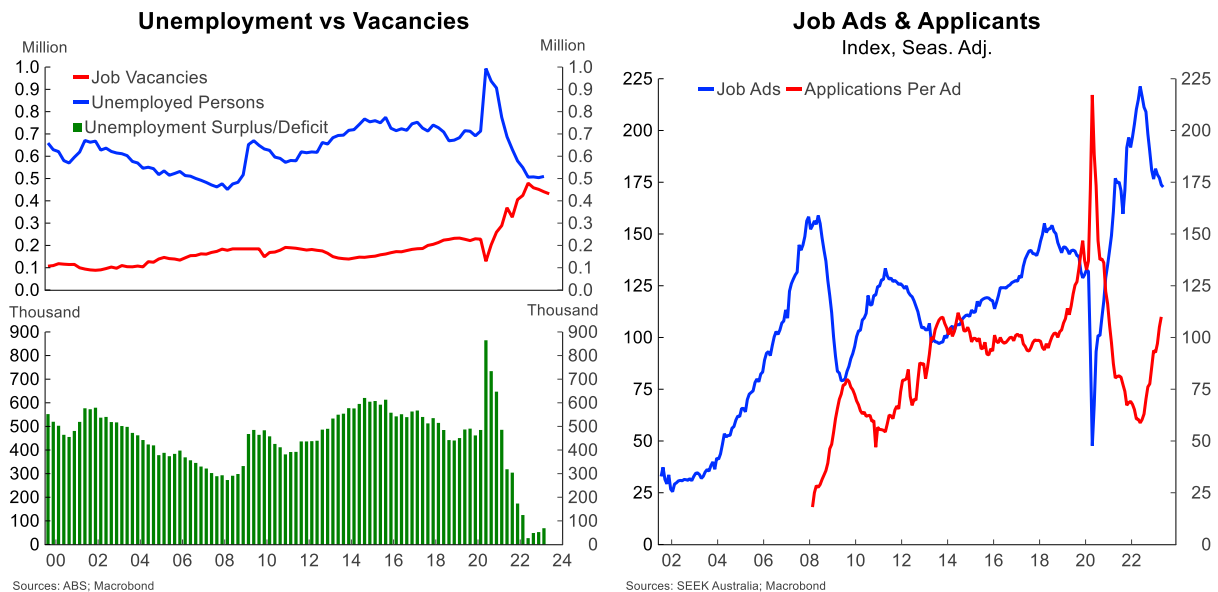 Unemployment vs Vacancies
Million Million
1.0 1.0
0.9 0.9
0.8 0.8
0.7 0.7
0.6 0.6
0.5 0.5
0.4 0.4
0.3 0.3
0.2 0.2
0.1 0.1
0.0 0.0
Job Vacancies
Unemployed Persons
Unemployment Surplus/Deficit
Thousand Thousand
900 900
800 800
700 700
600 600
500 500
400 400
300 300
200 200
100 100
0 0
00 02 04 06 08 10 12 14 16 18 20 22 24
Sources: ABS; Macrobond
Job Ads & Applicants
Index, Seas. Adj.
225 225
Job Ads Applications Per Ad
200 200
175 175
150 150
125 125
100 100
75 75
50 50
25 25
0 0
02 04 06 08 10 12 14 16 18 20 22
Sources: SEEK Australia; Macrobond